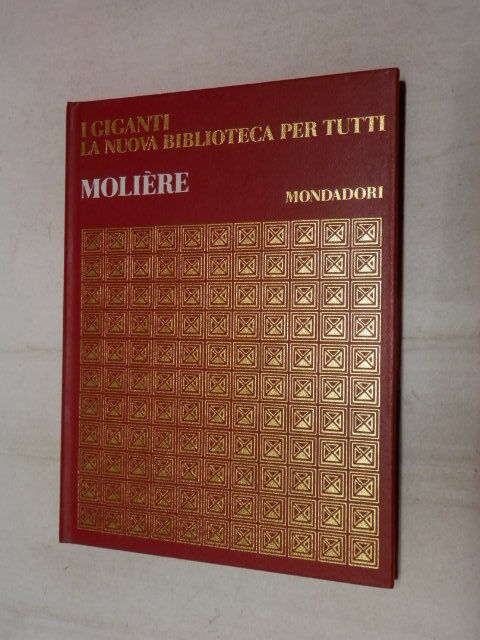 I GIGANTI
LA NUOVA BIBLIOTECA PER TUTTI
MOLIÈRE
MONDADORI